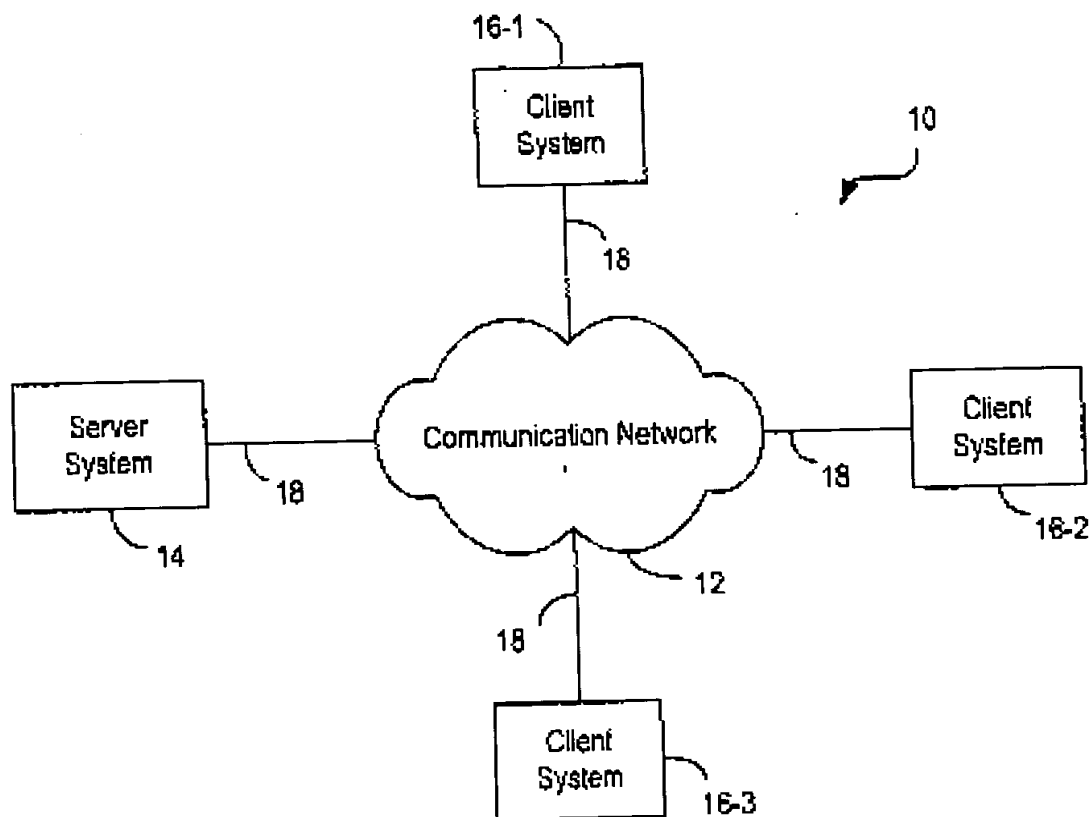 16-1
Client
System
10
18
Server
System
18
14
Communication Network
18
Client
System
16-2
12
18
Client
System
16-3